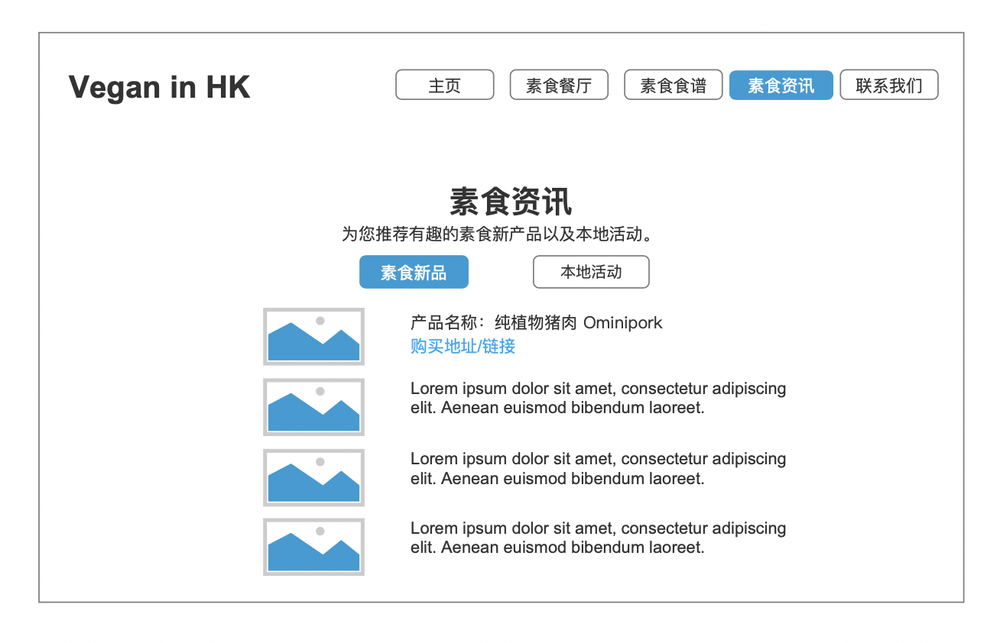 Vegan in HK
主页
素食餐厅
素食食谱
素食资讯
联系我们
素食资讯
为您推荐有趣的素食新产品以及本地活动。
素食新品
本地活动
产品名称：纯植物猪肉 Ominipork
购买地址/链接
Lorem ipsum dolor sit amet, consectetur adipiscing
elit. Aenean euismod bibendum laoreet.
Lorem ipsum dolor sit amet, consectetur adipiscing
elit. Aenean euismod bibendum laoreet.
Lorem ipsum dolor sit amet, consectetur adipiscing
elit. Aenean euismod bibendum laoreet.